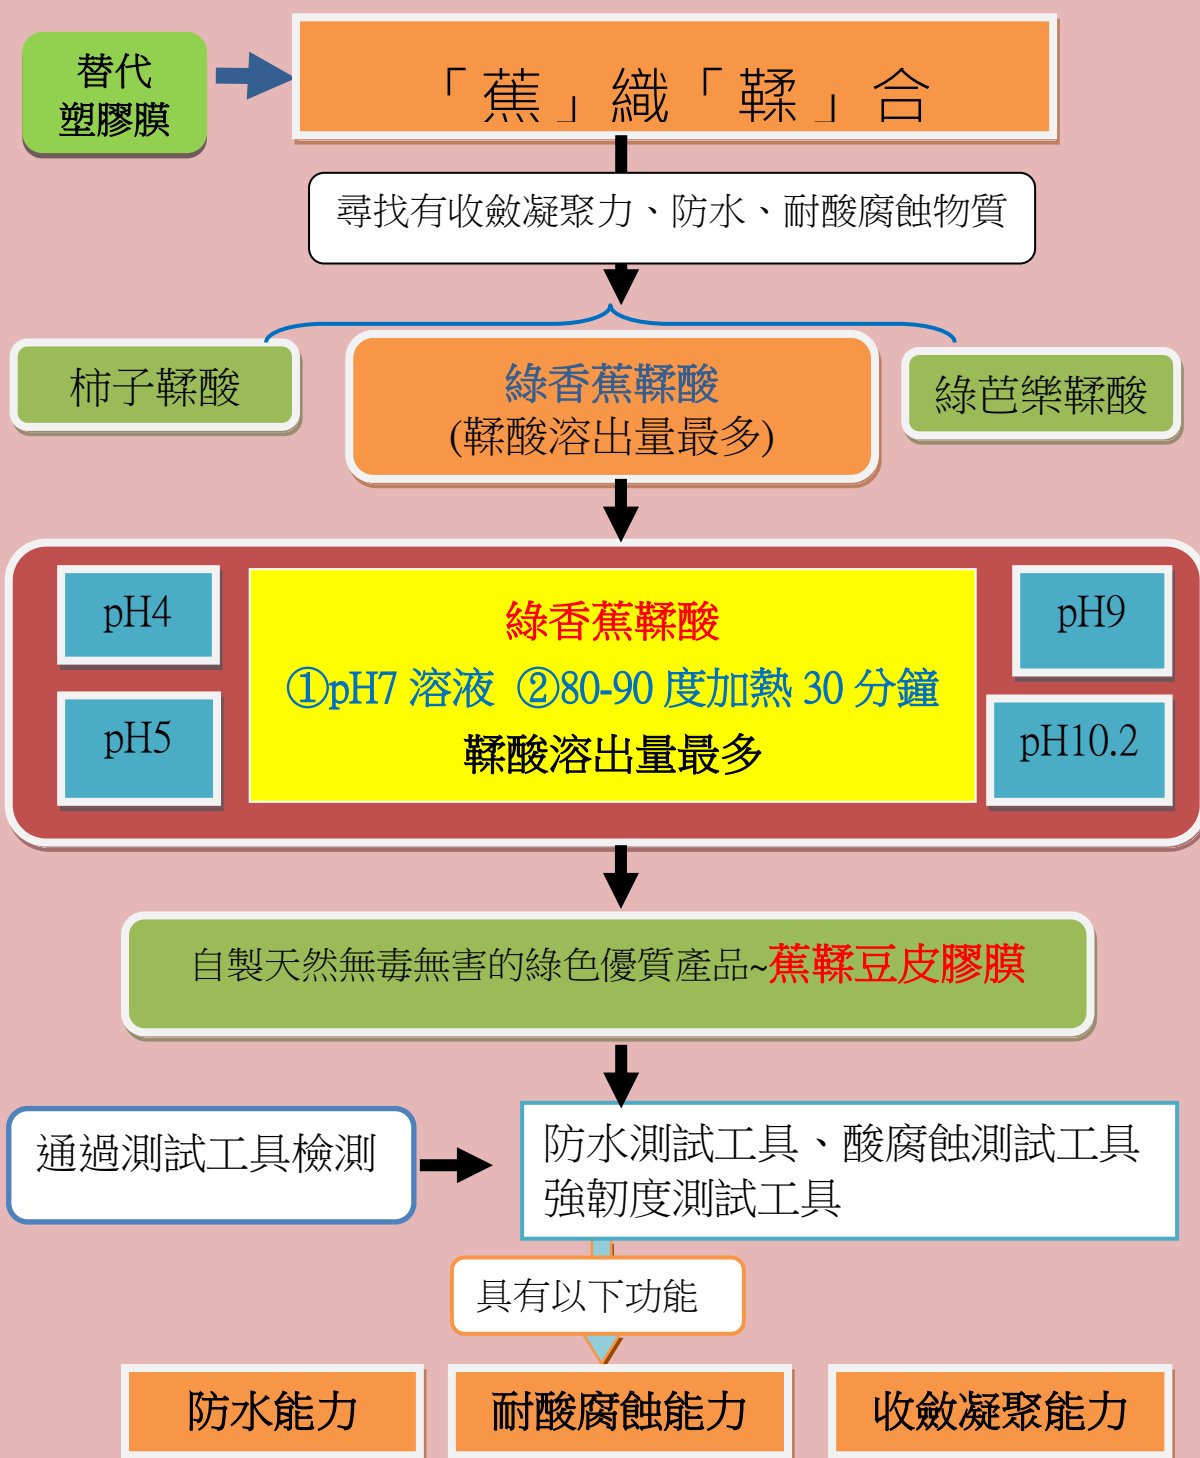 替代
塑膠膜
「蕉」織「鞣」合
尋找有收斂凝聚力、防水、耐酸腐蝕物質
柿子鞣酸
綠香蕉鞣酸
(鞣酸溶出量最多)
綠芭樂鞣酸
pH4
pH5
綠香蕉鞣酸
①pH7 溶液 ②80-90 度加熱 30 分鐘
鞣酸溶出量最多
pH9
pH10.2
自製天然無毒無害的綠色優質產品~蕉鞣豆皮膠膜
通過測試工具檢測
防水測試工具、酸腐蝕測試工具
強韌度測試工具
具有以下功能
防水能力
耐酸腐蝕能力
收斂凝聚能力